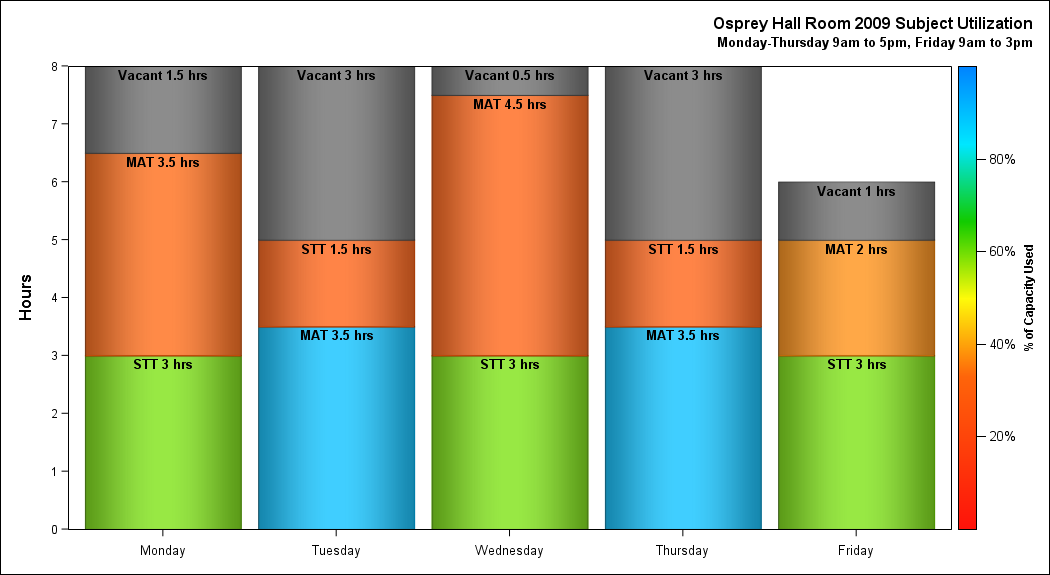 Osprey Hall Room 2009 Subject Utilization
Monday-Thursday 9am to 5pm, Friday 9am to 3pm
Hours
8
7
6
5
4
3
2
1
0
Vacant 1.5 hrs
MAT 3.5 hrs
STT 3 hrs
Vacant 3 hrs
STT 1.5 hrs
MAT 3.5 hrs
Vacant 0.5 hrs
MAT 4.5 hrs
STT 3 hrs
Vacant 3 hrs
STT 1.5 hrs
MAT 3.5 hrs
Vacant 1 hrs
MAT 2 hrs
STT 3 hrs
Monday
Tuesday
Wednesday
Thursday
Friday
80%
60%
40%
20%
% of Capacity Used